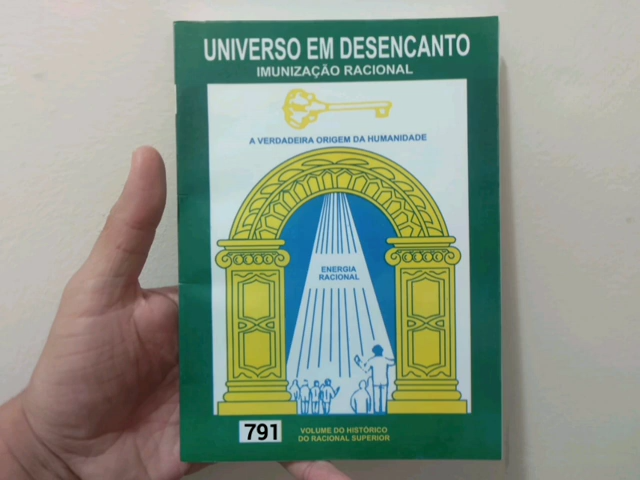 UNIVERSO EM DESENCANTO
IMUNIZAÇÃO RACIONAL
A VERDADEIRA ORIGEM DA HUMANIDADE
ENERGIA
RACIONAL
791
VOLUME DO HISTÓRICO
DO RACIONAL SUPERIOR